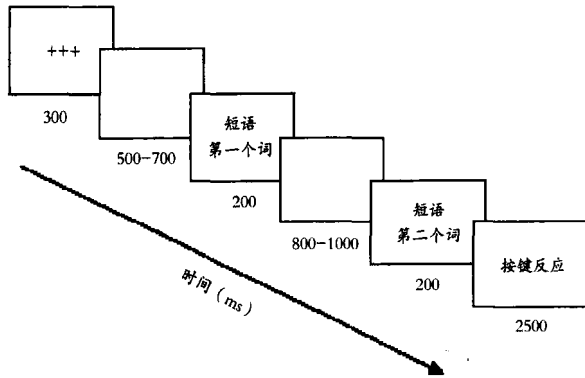 +++
300
500-700
短语
第一个词
200
800-1000
短语
第二个词
200
按键反应
2500
时间（ms）